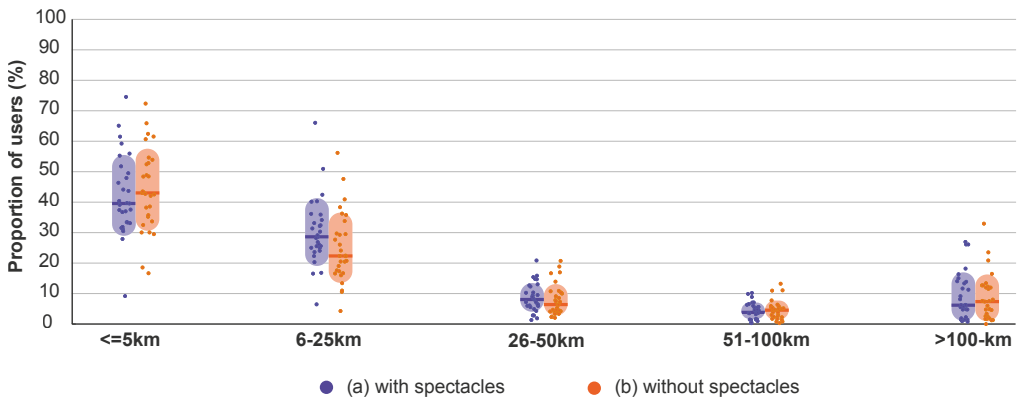 Proportion of users (%)
100
90
80
70
60
50
40
30
20
10
0
<=5km
6-25km
26-50km
51-100km
>100-km
(a) with spectacles
(b) without spectacles